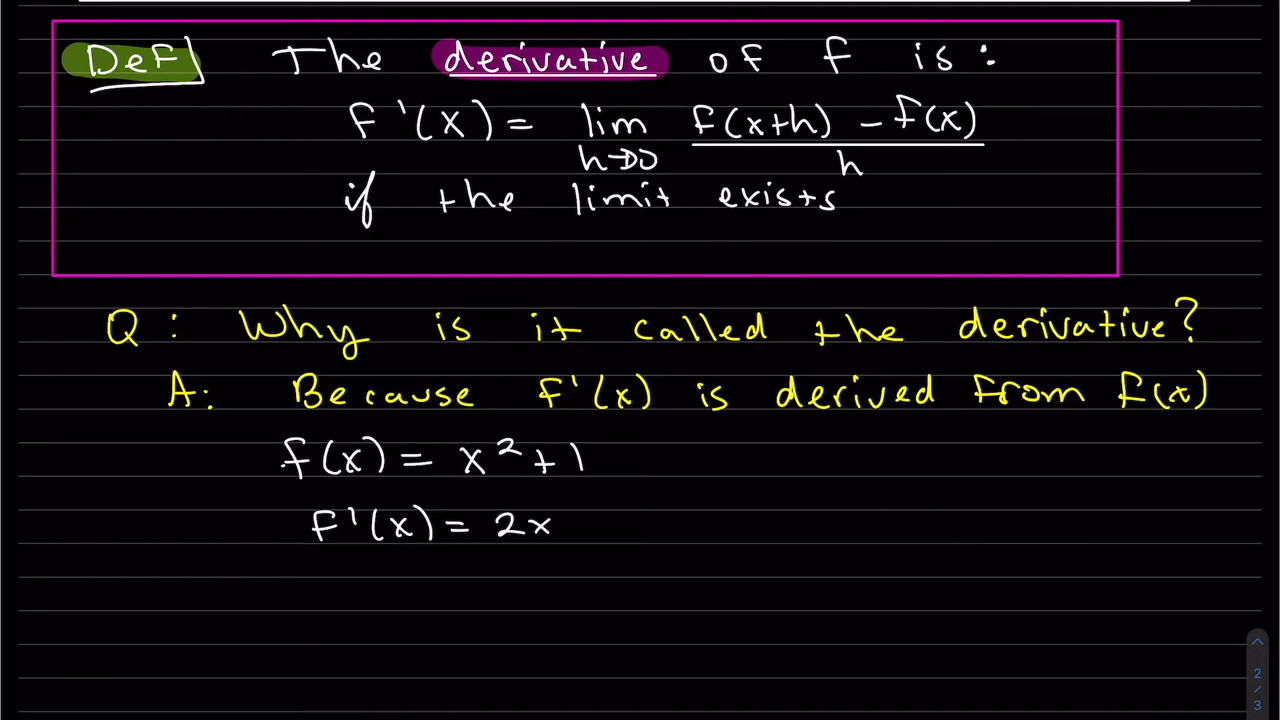 Def The derivative of f is:
f'(x) = lim h→0 f(x+h) - f(x) / h
if the limit exists
Q: Why is it called the derivative?
A: Because f'(x) is derived from f(x)
f(x) = x² + 1
f'(x) = 2x
2
/
3